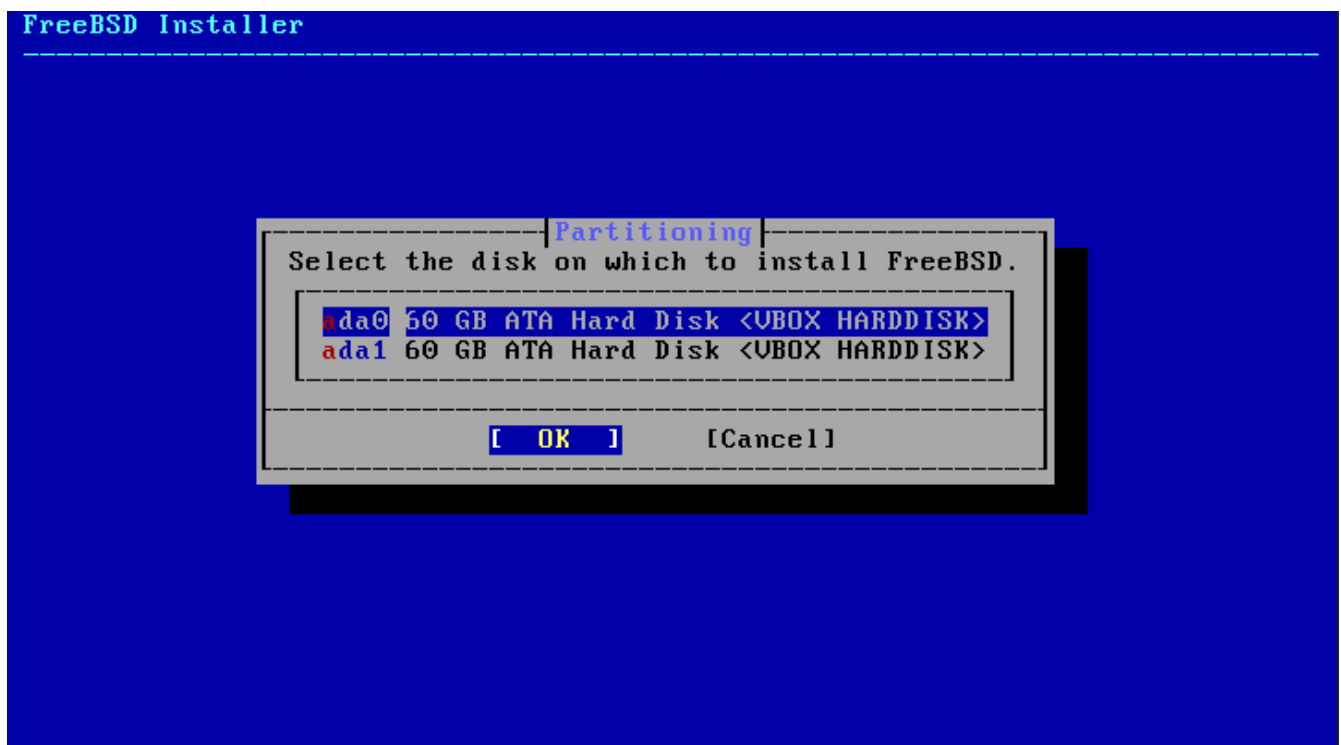 FreeBSD Installer
Partitioning
Select the disk on which to install FreeBSD.
ada0 60 GB ATA Hard Disk <VBOX HARDDISK>
ada1 60 GB ATA Hard Disk <VBOX HARDDISK>
[ OK ] [Cancel]